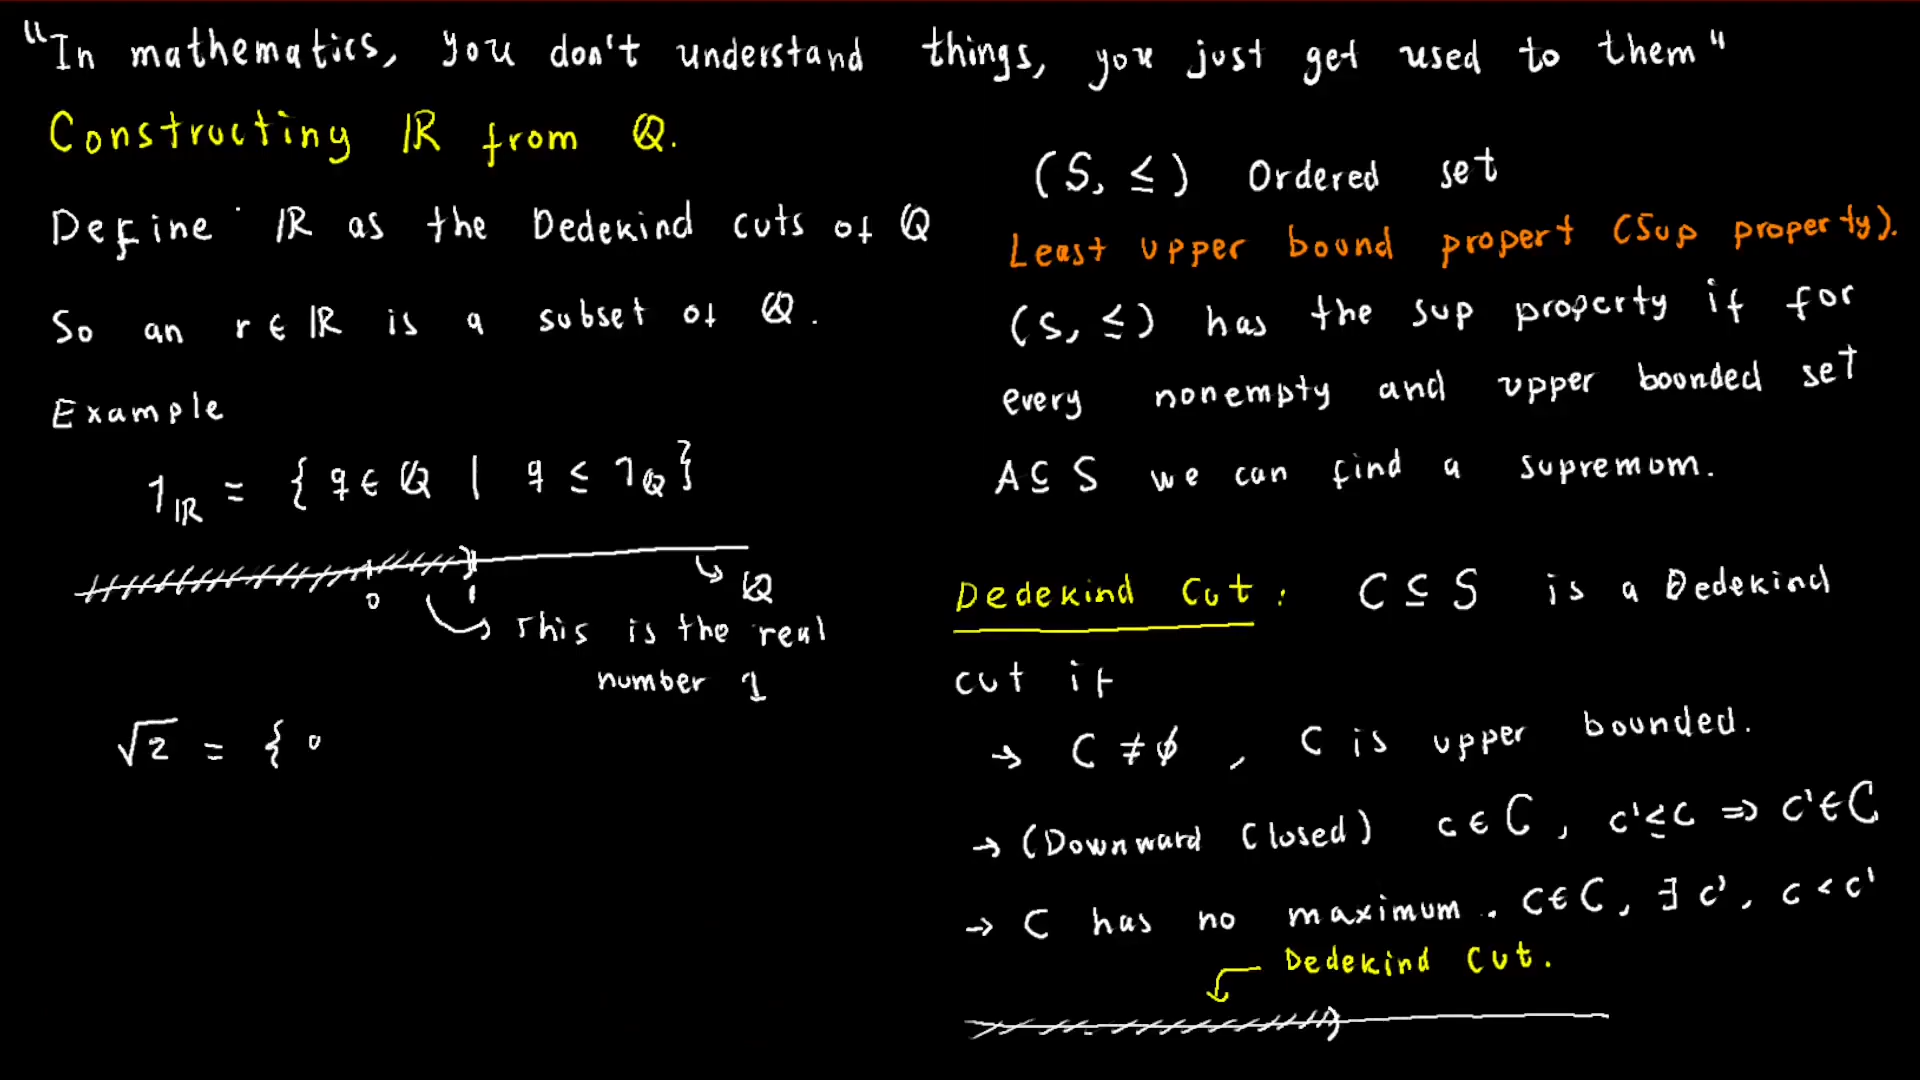 "In mathematics, you don't understand things, you just get used to them"
Constructing ℝ from ℚ.
Define ℝ as the Dedekind cuts of ℚ
So an r ∈ ℝ is a subset of ℚ.
Example
1_ℝ = { q ∈ ℚ | q ≤ 1_ℚ }
0 1 ℚ
This is the real
number 1
√2 = { 0
(S, ≤) Ordered set
Least upper bound propert (Sup property).
(S, ≤) has the sup property if for
every nonempty and upper bounded set
A ⊆ S we can find a supremum.
Dedekind Cut: C ⊆ S is a Dedekind
cut if
→ C ≠ ∅, C is upper bounded.
→ (Downward Closed) c ∈ C, c' ≤ c ⇒ c' ∈ C
→ C has no maximum. c ∈ C, ∃ c', c < c'
Dedekind Cut.